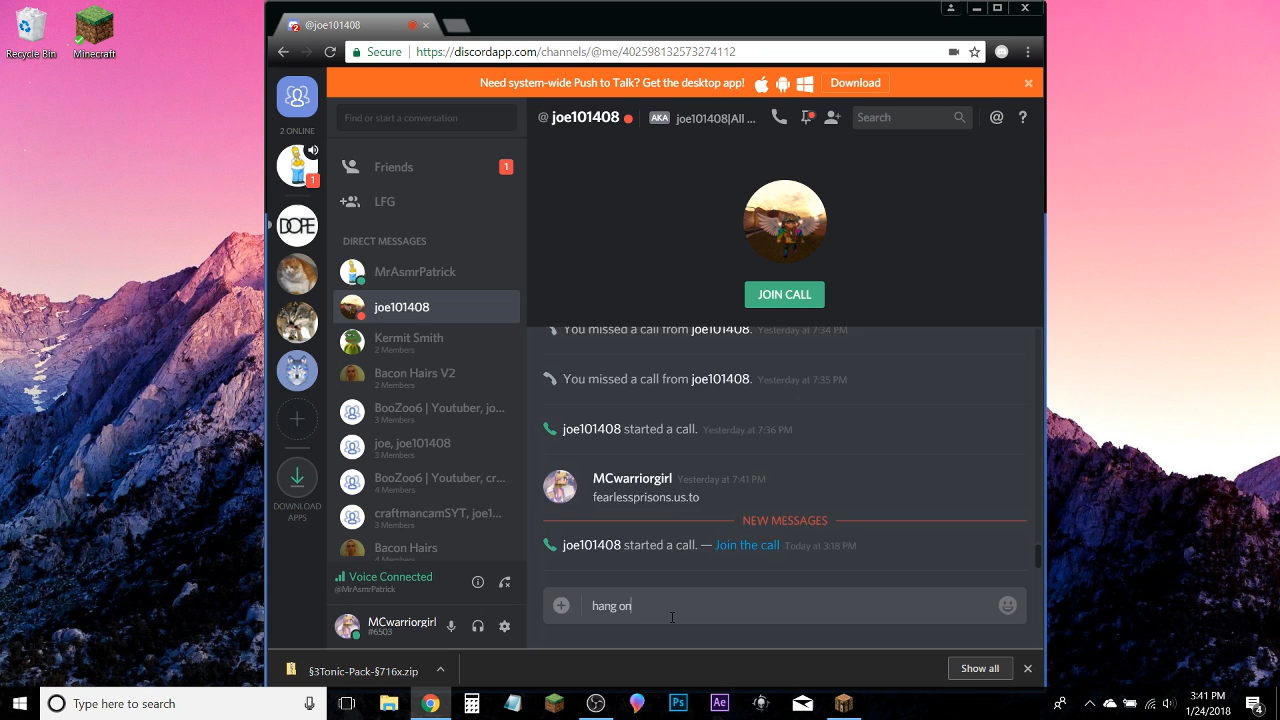 Recycle Bin
Minecraft
@joe101408
Secure
https://discordapp.com/channels/@me/402598132573274112
Need system-wide Push to Talk? Get the desktop app!
Download
2 ONLINE
1
DOPE
DOWNLOAD
APPS
Find or start a conversation
Friends
1
LFG
DIRECT MESSAGES
MrAsmrPatrick
joe101408
Kermit Smith
2 Members
Bacon Hairs V2
2 Members
BooZoo6 | Youtuber, jo...
3 Members
joe, joe101408
3 Members
BooZoo6 | Youtuber, cr...
4 Members
craftmancamSYT, joe1...
3 Members
Bacon Hairs
4 Members
Voice Connected
@MrAsmrPatrick
MCwarriorgirl
#6503
@ joe101408
AKA joe101408|All ...
Search
JOIN CALL
You missed a call from joe101408. Yesterday at 7:34 PM
You missed a call from joe101408. Yesterday at 7:35 PM
joe101408 started a call. Yesterday at 7:36 PM
MCwarriorgirl Yesterday at 7:41 PM
fearlessprisons.us.to
NEW MESSAGES
joe101408 started a call. — Join the call Today at 3:18 PM
hang on
§3Tonic-Pack-§716x.zip
Show all
Type here to search
Ps
Ae
3:41 PM
1/24/2018
4